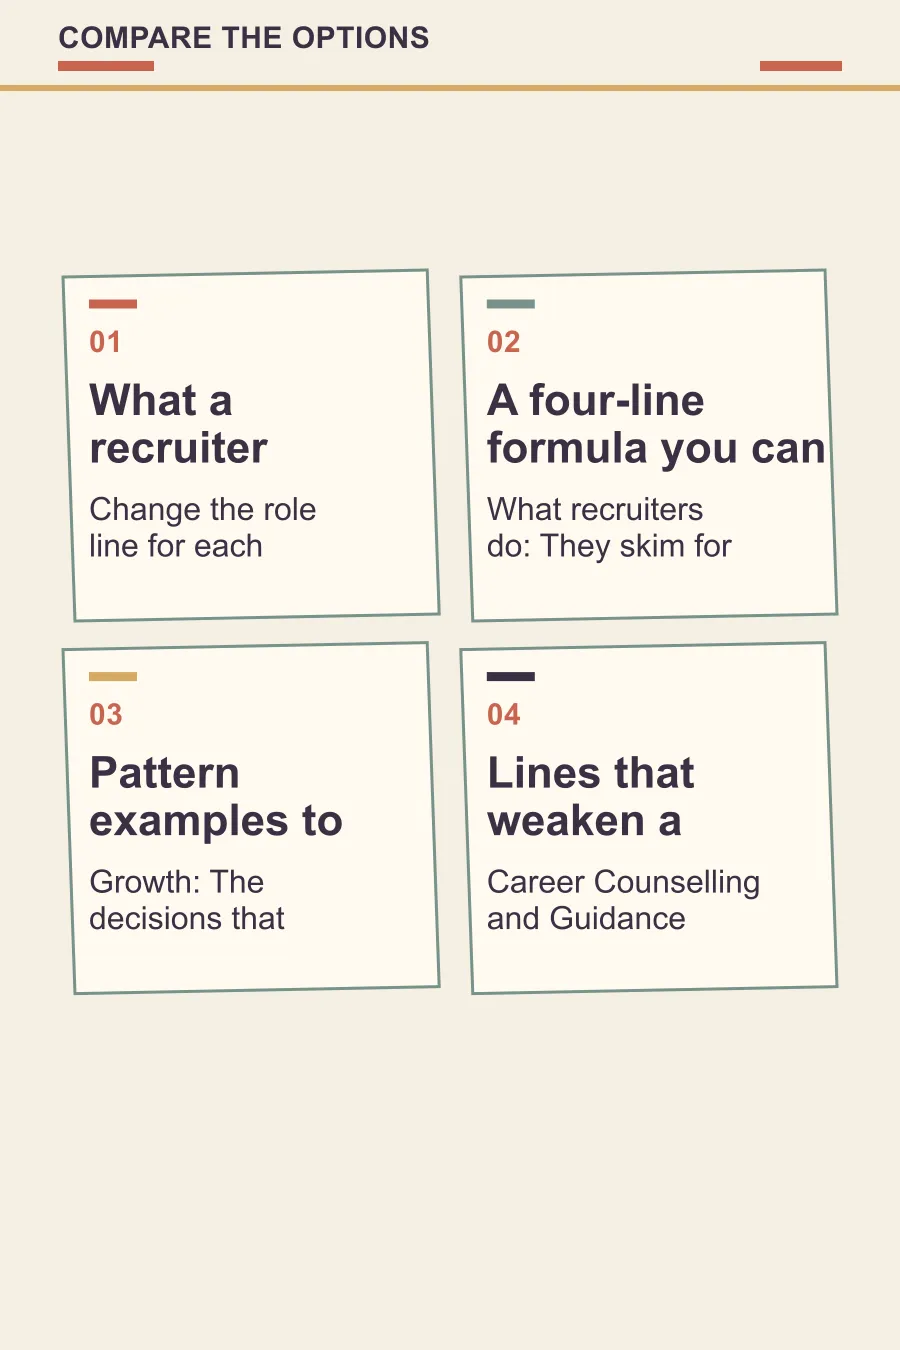 COMPARE THE OPTIONS
01
What a
recruiter
Change the role
line for each
02
A four-line
formula you can
What recruiters
do: They skim for
03
Pattern
examples to
Growth: The
decisions that
04
Lines that
weaken a
Career Counselling
and Guidance